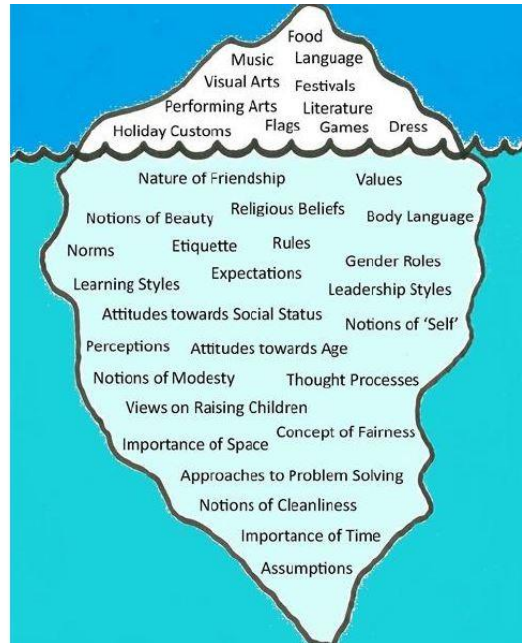 Food
Music Language
Visual Arts Festivals
Performing Arts Literature
Holiday Customs Flags Games Dress
Nature of Friendship Values
Notions of Beauty Religious Beliefs Body Language
Norms Etiquette Rules
Expectations Gender Roles
Learning Styles Leadership Styles
Attitudes towards Social Status Notions of ‘Self’
Perceptions Attitudes towards Age
Notions of Modesty Thought Processes
Views on Raising Children
Importance of Space Concept of Fairness
Approaches to Problem Solving
Notions of Cleanliness
Importance of Time
Assumptions